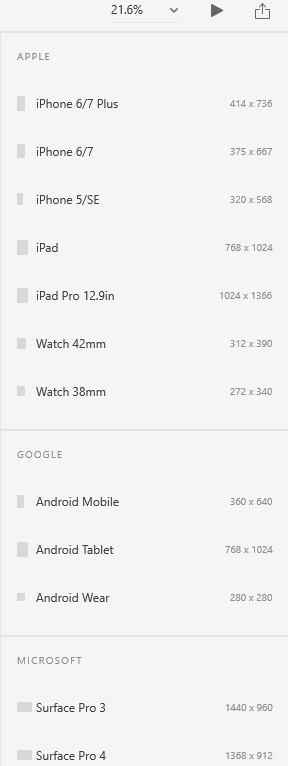 21.6%
APPLE
iPhone 6/7 Plus 414 x 736
iPhone 6/7 375 x 667
iPhone 5/SE 320 x 568
iPad 768 x 1024
iPad Pro 12.9in 1024 x 1366
Watch 42mm 312 x 390
Watch 38mm 272 x 340
GOOGLE
Android Mobile 360 x 640
Android Tablet 768 x 1024
Android Wear 280 x 280
MICROSOFT
Surface Pro 3 1440 x 960
Surface Pro 4 1368 x 912